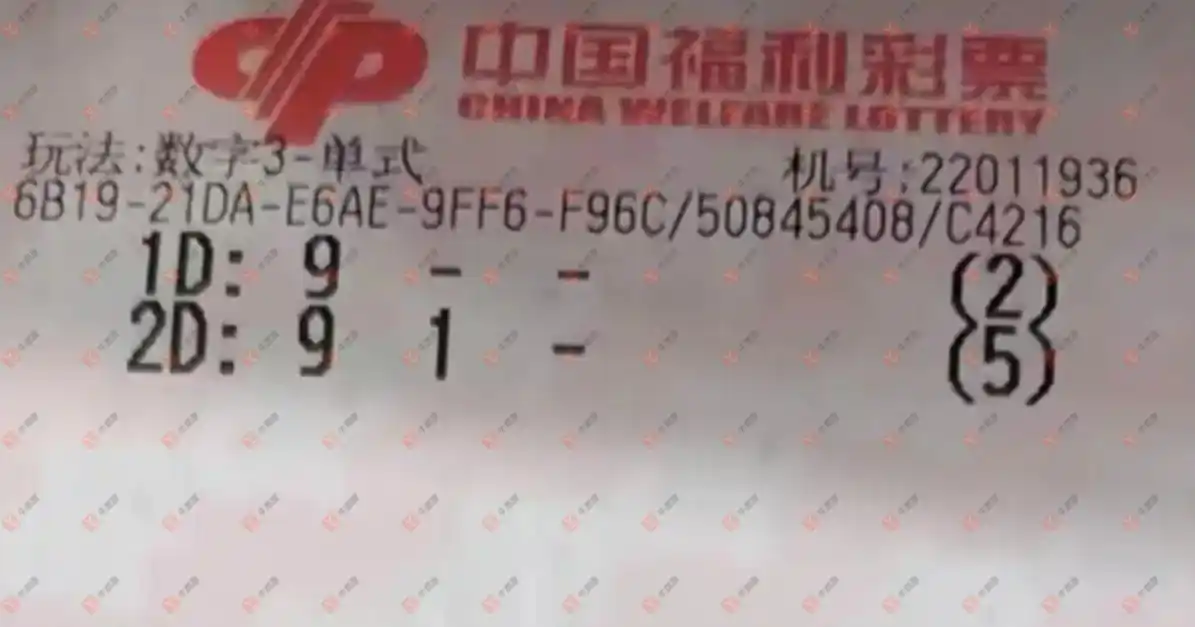 中国福利彩票
CHINA WELFARE LOTTERY
玩法:数字3-单式 机号:22011936
6B19-21DA-E6AE-9FF6-F96C/50845408/C4216
1D: 9 - - (2)
2D: 9 1 - (5)